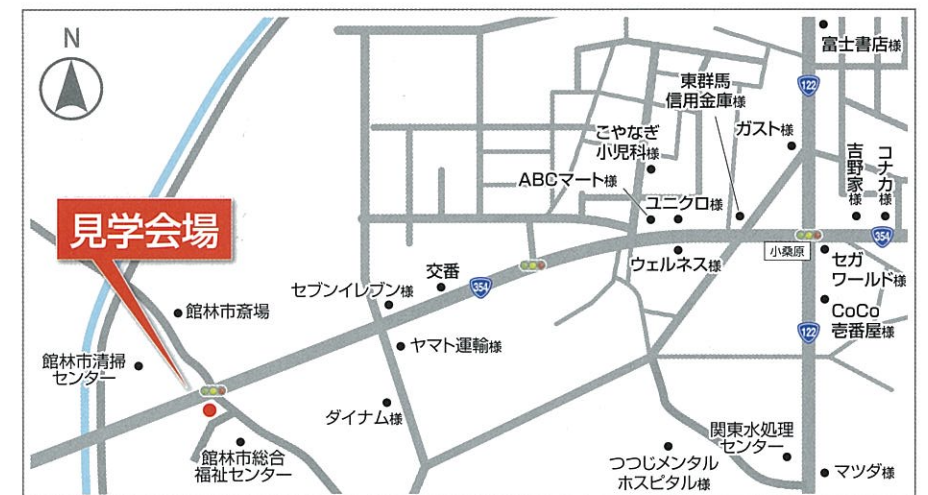 N
富士書店様
122
東群馬
信用金庫様
ガスト様
こやなぎ
小児科様
吉野家様
コナカ様
ABCマート様
ユニクロ様
見学会場
354
小桑原
ウェルネス様
セガ
ワールド様
交番
セブンイレブン様
354
CoCo
壱番屋様
館林市斎場
122
ヤマト運輸様
館林市清掃
センター
ダイナム様
関東水処理
センター
館林市総合
福祉センター
つつじメンタル
ホスピタル様
マツダ様